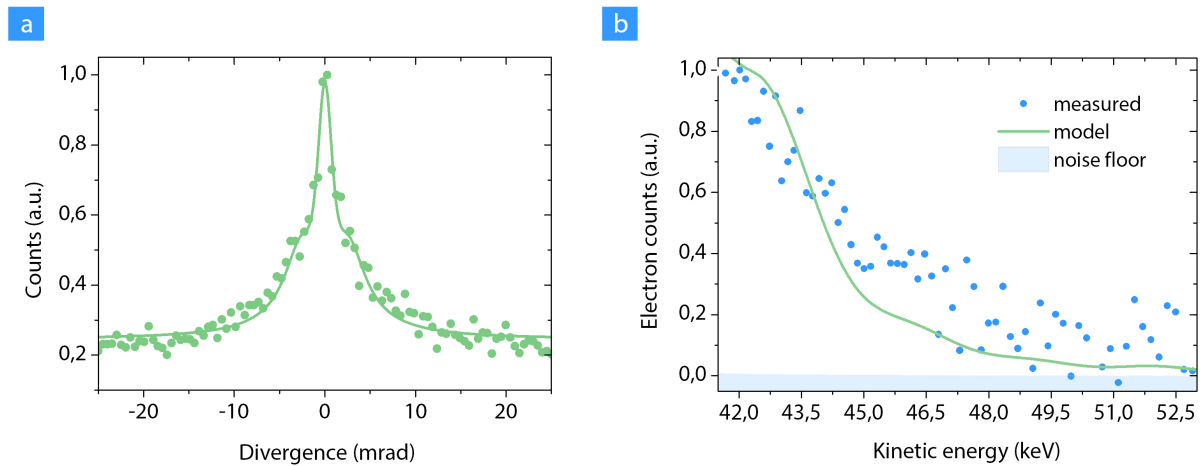 a
1,0
0,8
0,6
0,4
0,2
Counts (a.u.)
-20 -10 0 10 20
Divergence (mrad)
b
1,0
0,8
0,6
0,4
0,2
0,0
Electron counts (a.u.)
measured
model
noise floor
42,0 43,5 45,0 46,5 48,0 49,5 51,0 52,5
Kinetic energy (keV)